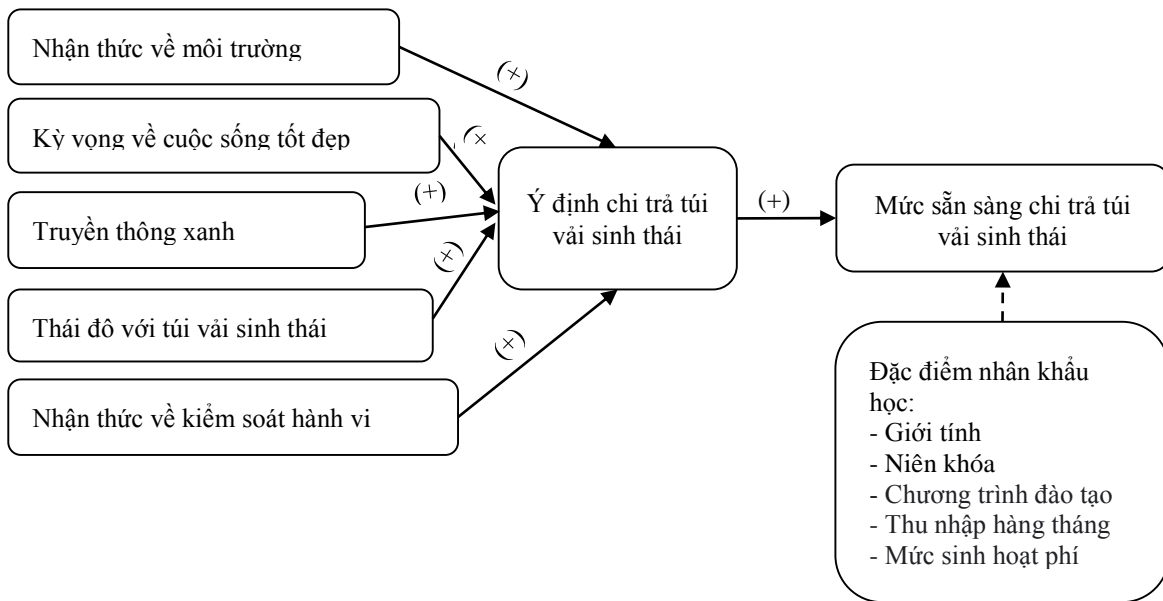 Nhận thức về môi trường
(+)
Kỳ vọng về cuộc sống tốt đẹp
(+
Truyền thông xanh
(+)
Thái đô với túi vải sinh thái
(+)
Nhận thức về kiểm soát hành vi
(+)
Ý định chi trả túi
vải sinh thái
(+)
Mức sẵn sàng chi trả túi
vải sinh thái
Đặc điểm nhân khẩu
học:
- Giới tính
- Niên khóa
- Chương trình đào tạo
- Thu nhập hàng tháng
- Mức sinh hoạt phí